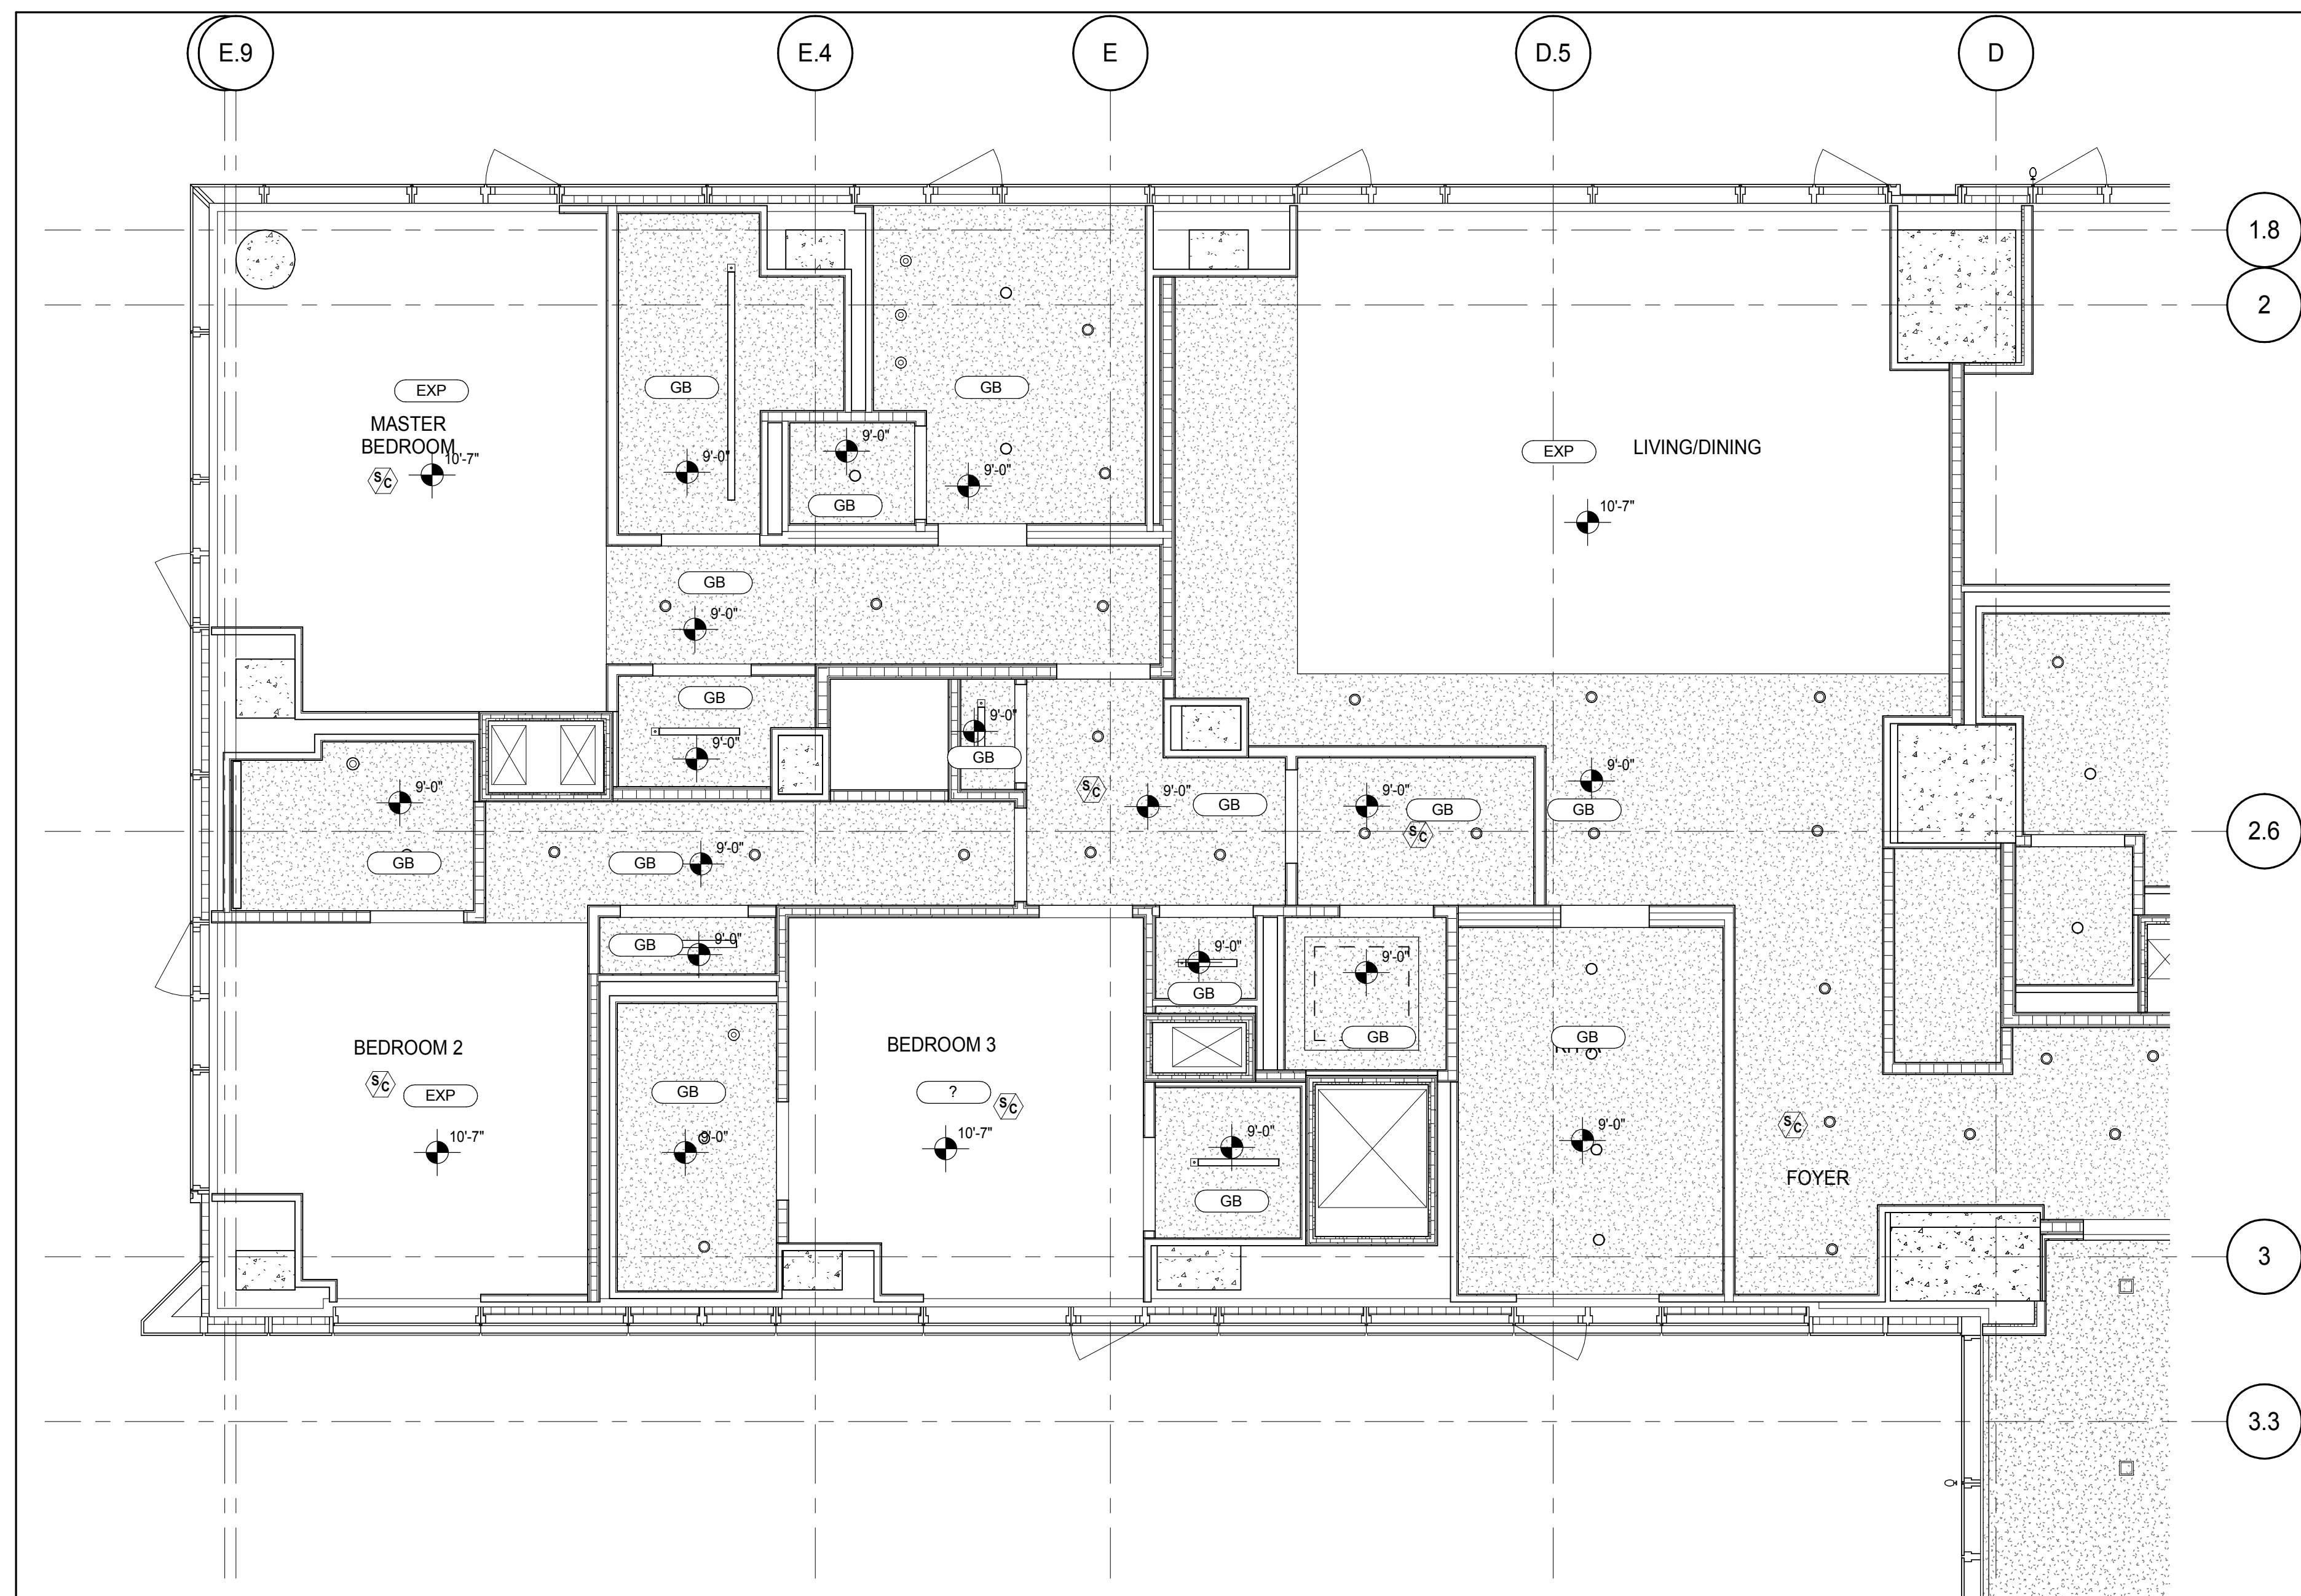 E.9
E.4
E
D.5
D
1.8
2
EXP
GB
GB
MASTER
BEDROOM
10'-7"
S/C
9'-0"
9'-0"
9'-0"
GB
EXP
LIVING/DINING
10'-7"
GB
9'-0"
GB
9'-0"
9'-0"
GB
9'-0"
GB
S/C
9'-0"
GB
9'-0"
GB
S/C
9'-0"
GB
2.6
GB
9'-0"
GB
9'-0"
9'-0"
GB
9'-0"
GB
BEDROOM 2
S/C
EXP
10'-7"
GB
9'-0"
BEDROOM 3
?
S/C
10'-7"
GB
GB
9'-0"
9'-0"
GB
S/C
FOYER
3
3.3